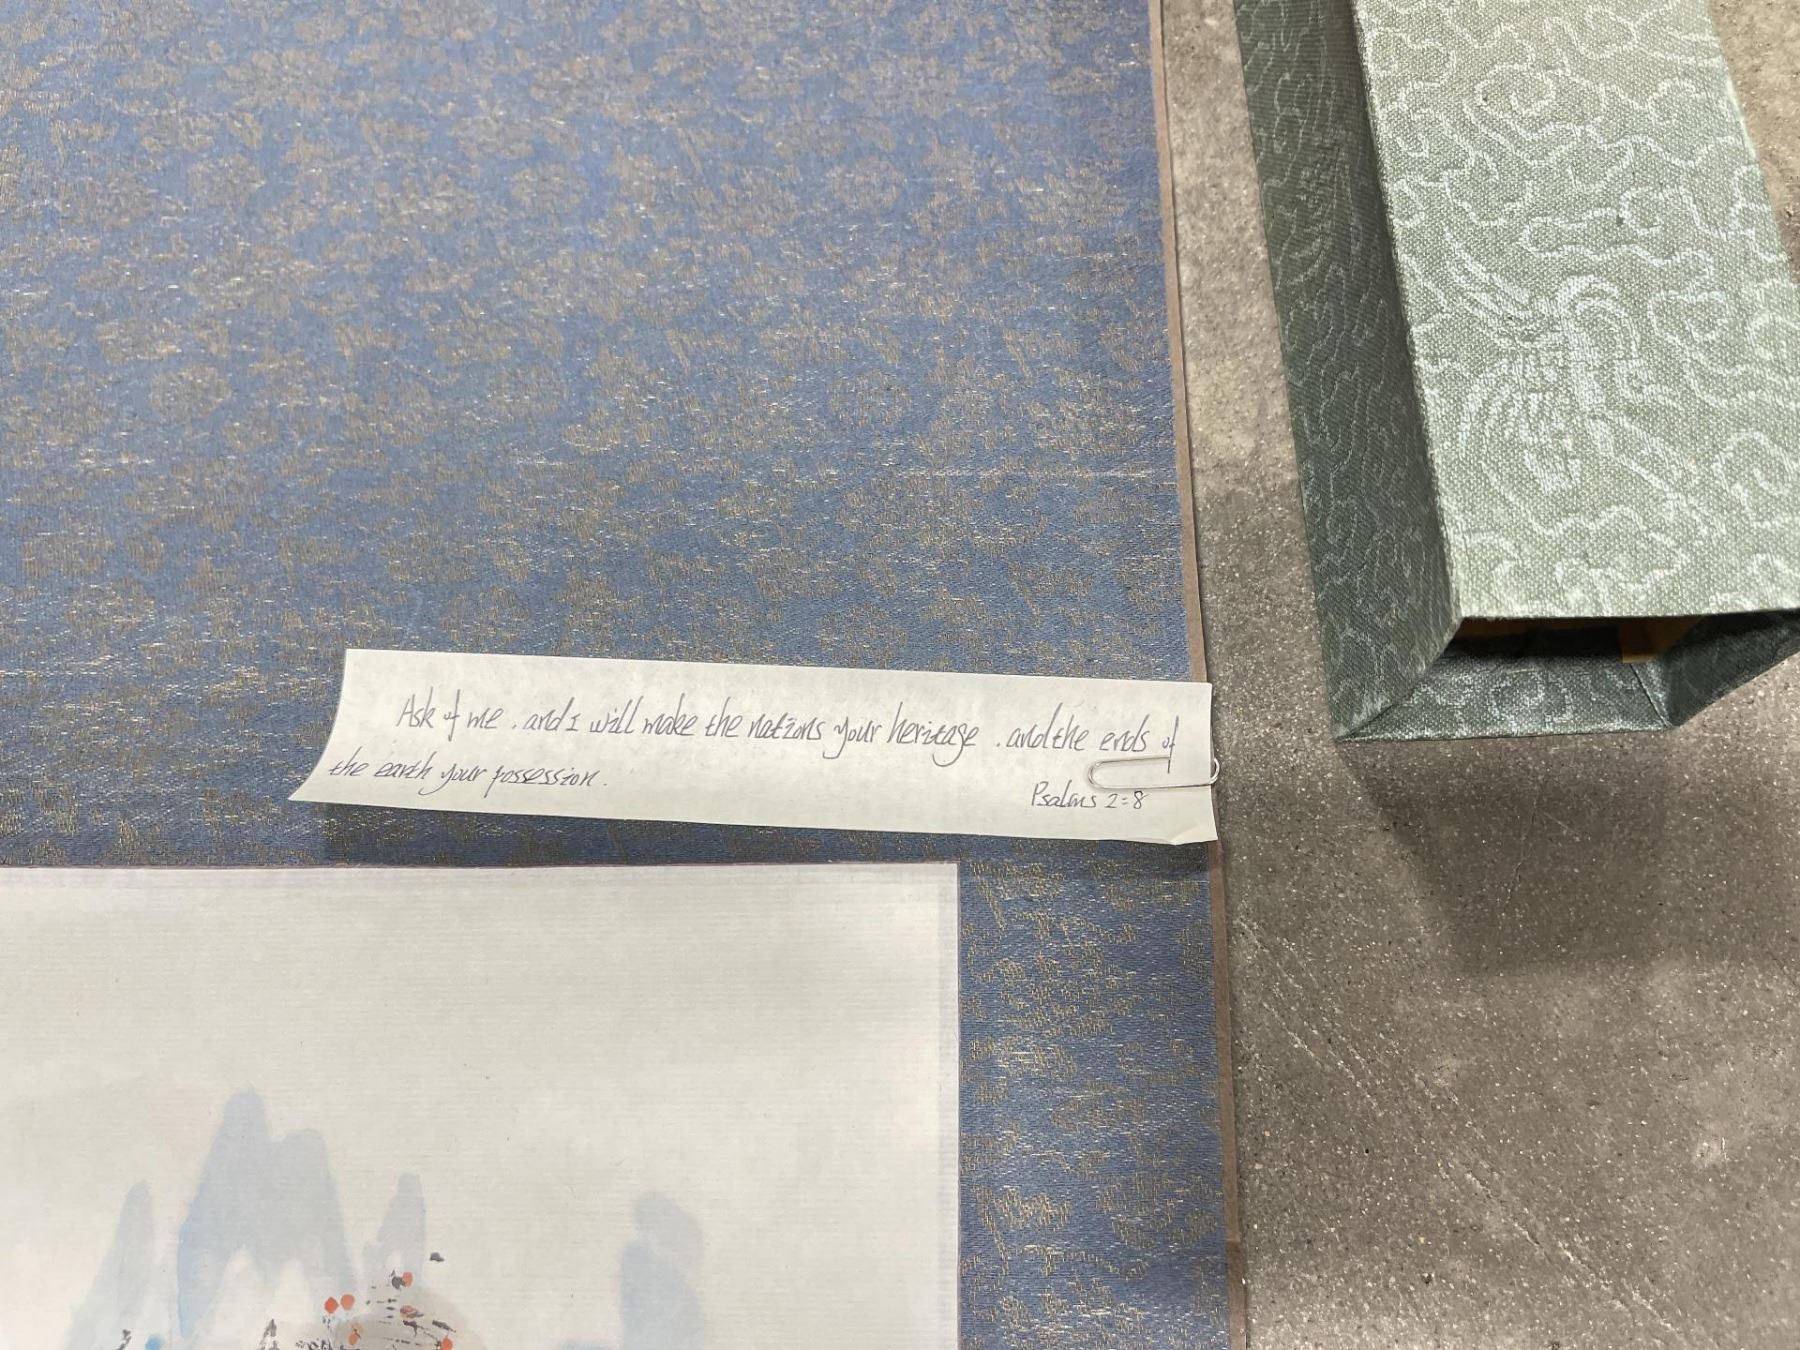 Ask of me . and I will make the nations your heritage . and the ends of
the earth your possession .
Psalms 2:8